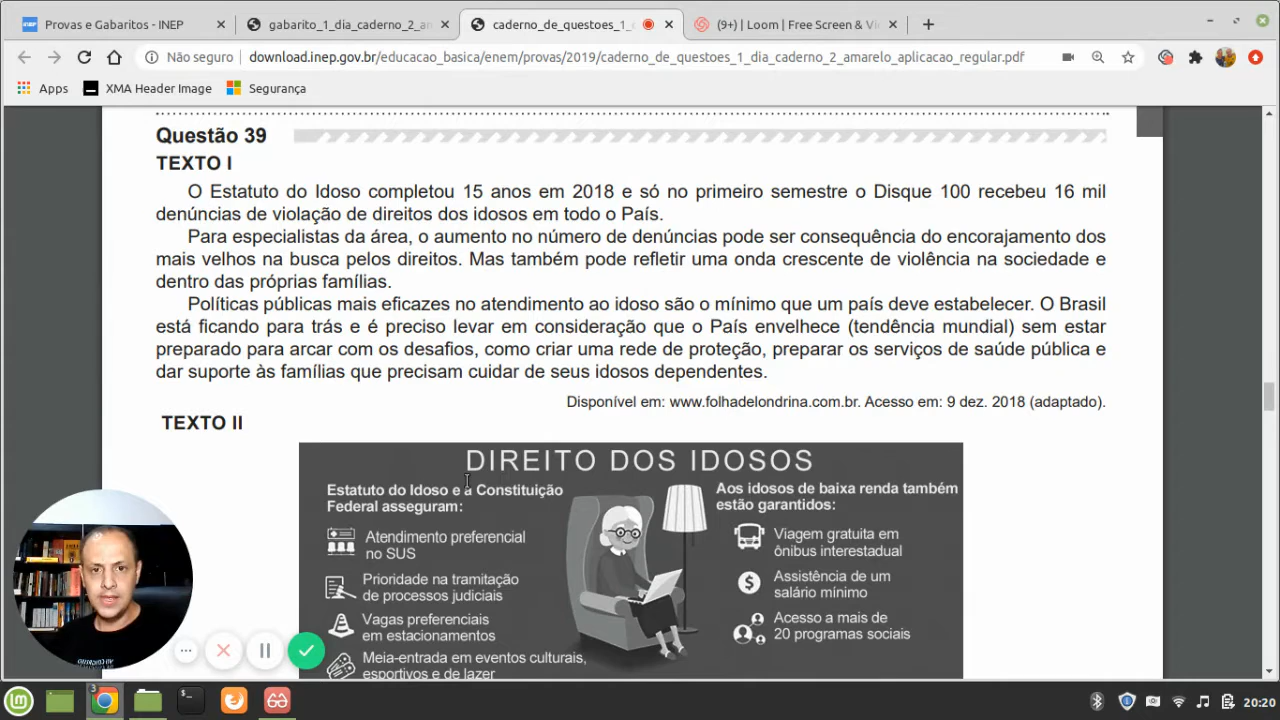 Provas e Gabaritos - INEP
gabarito_1_dia_caderno_2_am
caderno_de_questoes_1_d
(9+) | Loom | Free Screen & Vi
Não seguro
download.inep.gov.br/educacao_basica/enem/provas/2019/caderno_de_questoes_1_dia_caderno_2_amarelo_aplicacao_regular.pdf
Apps
XMA Header Image
Segurança
Questão 39
TEXTO I
O Estatuto do Idoso completou 15 anos em 2018 e só no primeiro semestre o Disque 100 recebeu 16 mil
denúncias de violação de direitos dos idosos em todo o País.
Para especialistas da área, o aumento no número de denúncias pode ser consequência do encorajamento dos
mais velhos na busca pelos direitos. Mas também pode refletir uma onda crescente de violência na sociedade e
dentro das próprias famílias.
Políticas públicas mais eficazes no atendimento ao idoso são o mínimo que um país deve estabelecer. O Brasil
está ficando para trás e é preciso levar em consideração que o País envelhece (tendência mundial) sem estar
preparado para arcar com os desafios, como criar uma rede de proteção, preparar os serviços de saúde pública e
dar suporte às famílias que precisam cuidar de seus idosos dependentes.
Disponível em: www.folhadelondrina.com.br. Acesso em: 9 dez. 2018 (adaptado).
TEXTO II
DIREITO DOS IDOSOS
Estatuto do Idoso e a Constituição
Federal asseguram:
Atendimento preferencial
no SUS
Prioridade na tramitação
de processos judiciais
Vagas preferenciais
em estacionamentos
Meia-entrada em eventos culturais,
esportivos e de lazer
Aos idosos de baixa renda também
estão garantidos:
Viagem gratuita em
ônibus interestadual
Assistência de um
salário mínimo
Acesso a mais de
20 programas sociais
3
20:20